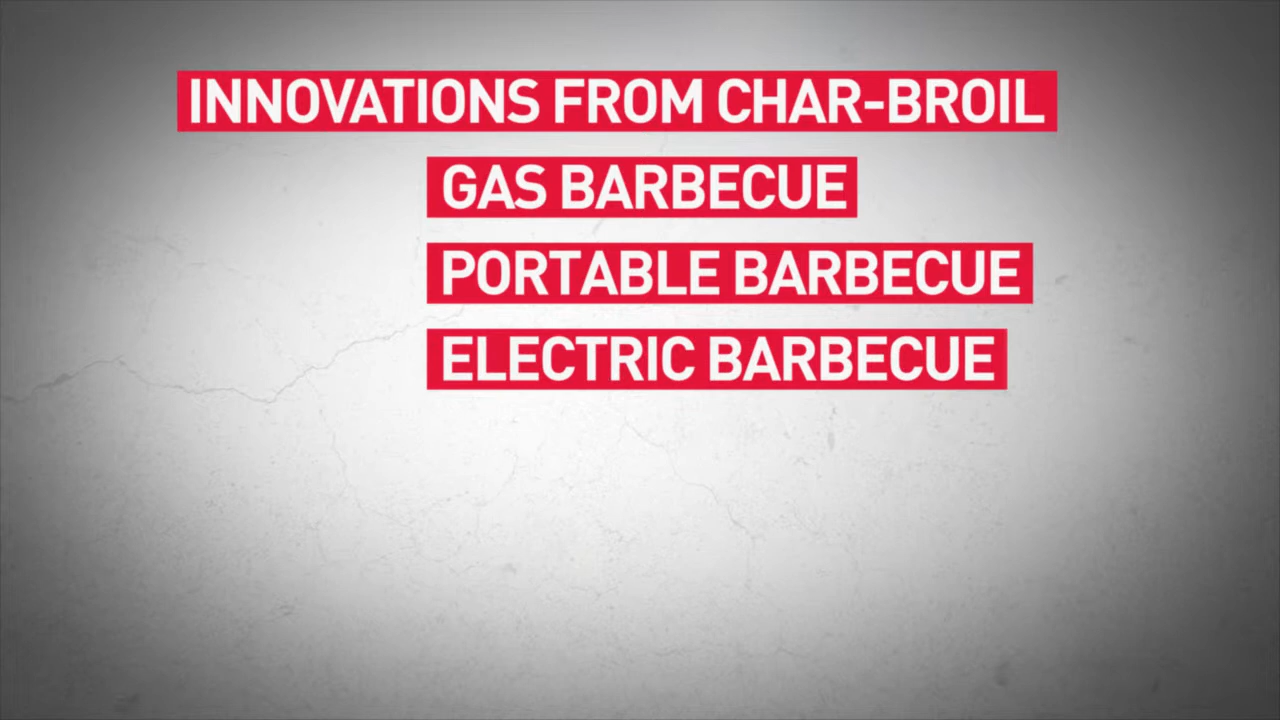 INNOVATIONS FROM CHAR-BROIL
GAS BARBECUE
PORTABLE BARBECUE
ELECTRIC BARBECUE